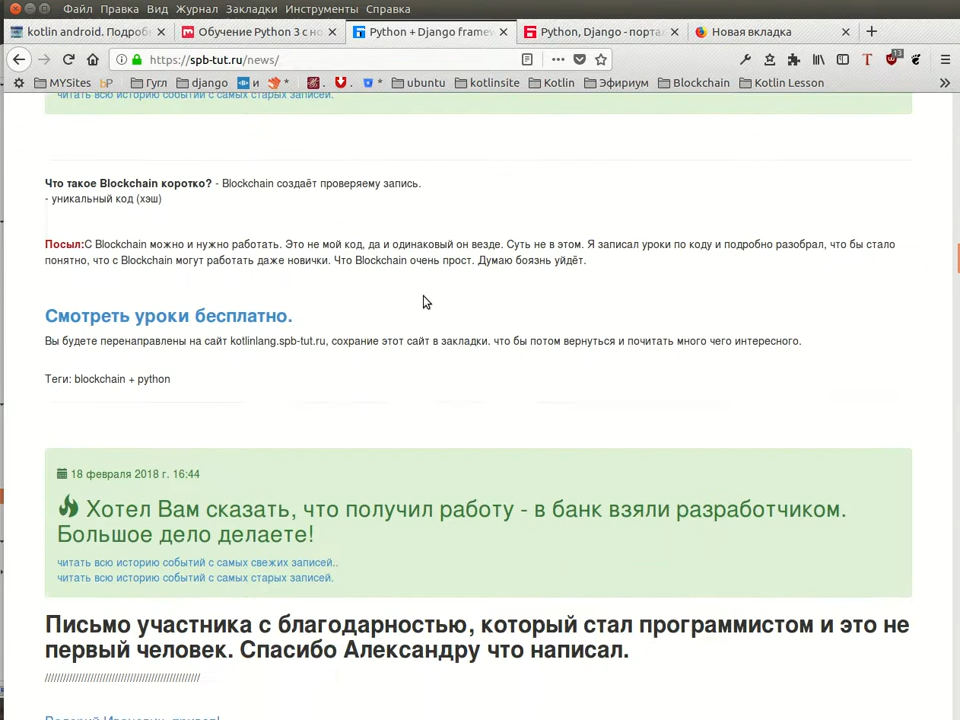 Файл Правка Вид Журнал Закладки Инструменты Справка
kotlin android. Подроб
Обучение Python 3 с но
Python + Django frame
Python, Django - порта
Новая вкладка
https://spb-tut.ru/news/
13
MYSites
Гугл
django
и
*
*
ubuntu
kotlinsite
Kotlin
Эфириум
Blockchain
Kotlin Lesson
читать всю историю событий с самых старых записей.
Что такое Blockchain коротко? - Blockchain создаёт проверяему запись.
- уникальный код (хэш)
Посыл:С Blockchain можно и нужно работать. Это не мой код, да и одинаковый он везде. Суть не в этом. Я записал уроки по коду и подробно разобрал, что бы стало
понятно, что с Blockchain могут работать даже новички. Что Blockchain очень прост. Думаю боязнь уйдёт.
Смотреть уроки бесплатно.
Вы будете перенаправлены на сайт kotlinlang.spb-tut.ru, сохрание этот сайт в закладки. что бы потом вернуться и почитать много чего интересного.
Теги: blockchain + python
18 февраля 2018 г. 16:44
Хотел Вам сказать, что получил работу - в банк взяли разработчиком.
Большое дело делаете!
читать всю историю событий с самых свежих записей..
читать всю историю событий с самых старых записей.
Письмо участника с благодарностью, который стал программистом и это не
первый человек. Спасибо Александру что написал.
////////////////////////////////////////////////////
Валерий Иванович, привет!